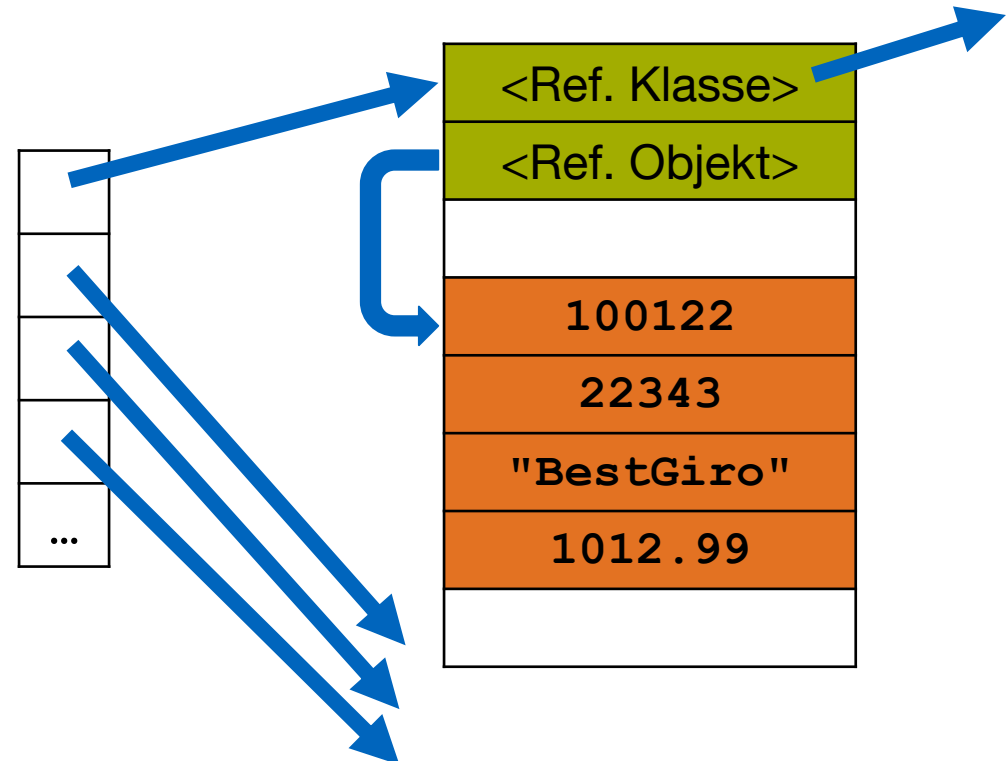 <Ref. Klasse>
<Ref. Objekt>
100122
22343
"BestGiro"
1012.99
...